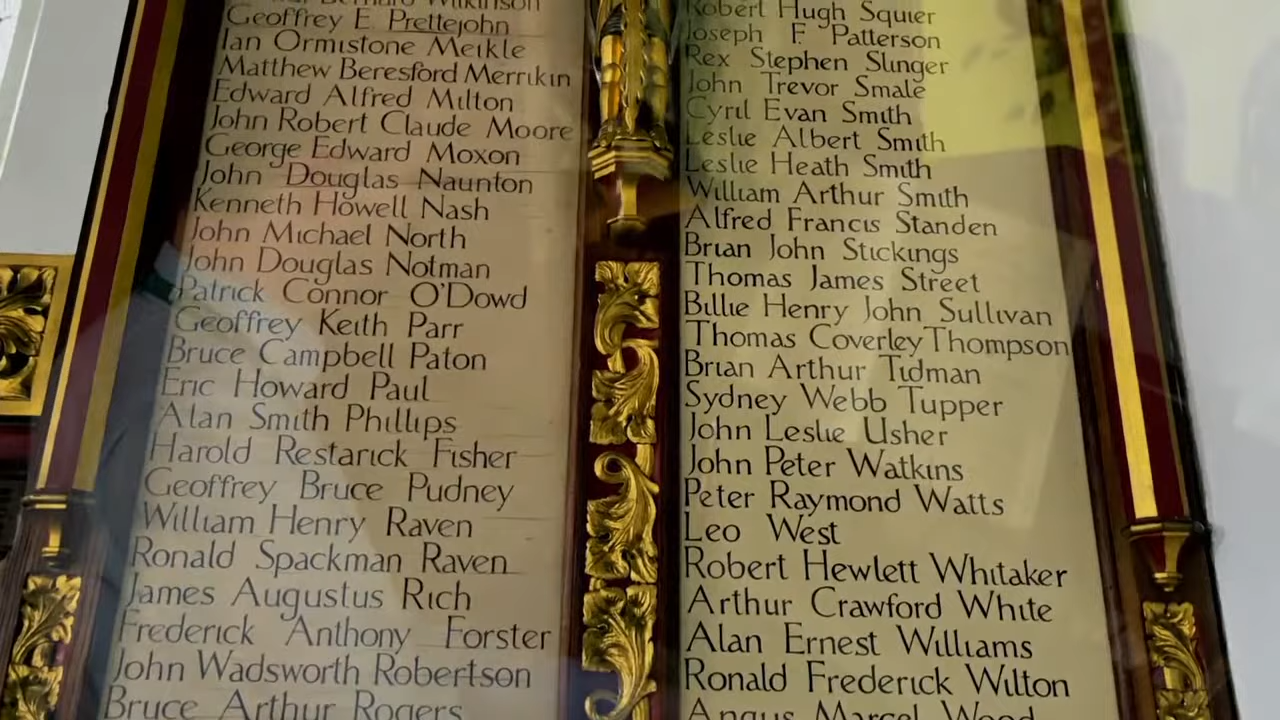 Bernard Wilkinson
Geoffrey E. Prettejohn
Ian Ormistone Meikle
Matthew Beresford Merrikin
Edward Alfred Milton
John Robert Claude Moore
George Edward Moxon
John Douglas Naunton
Kenneth Howell Nash
John Michael North
John Douglas Notman
Patrick Connor O'Dowd
Geoffrey Keith Parr
Bruce Campbell Paton
Eric Howard Paul
Alan Smith Phillips
Harold Restarick Fisher
Geoffrey Bruce Pudney
William Henry Raven
Ronald Spackman Raven
James Augustus Rich
Frederick Anthony Forster
John Wadsworth Robertson
Bruce Arthur Rogers
Robert Hugh Squier
Joseph F. Patterson
Rex Stephen Slinger
John Trevor Smale
Cyril Evan Smith
Leslie Albert Smith
Leslie Heath Smith
William Arthur Smith
Alfred Francis Standen
Brian John Stickings
Thomas James Street
Billie Henry John Sullivan
Thomas Coverley Thompson
Brian Arthur Tidman
Sydney Webb Tupper
John Leslie Usher
John Peter Watkins
Peter Raymond Watts
Leo West
Robert Hewlett Whitaker
Arthur Crawford White
Alan Ernest Williams
Ronald Frederick Wilton
Angus Marcel Wood